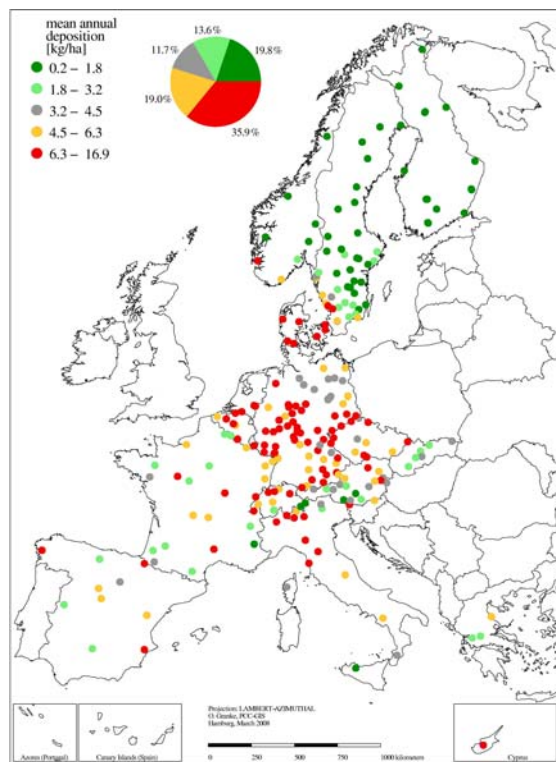 mean annual
deposition
[kg/ha]
0.2 – 1.8
1.8 – 3.2
3.2 – 4.5
4.5 – 6.3
6.3 – 16.9
13.6%
11.7%
19.8%
19.0%
35.9%
Projection: LAMBERT-AZIMUTHAL
O. Granke, PCC-GIS
Hamburg, March 2008
0 250 500 750 1000 kilometers
Azores (Portugal)
Canary Islands (Spain)
Cyprus